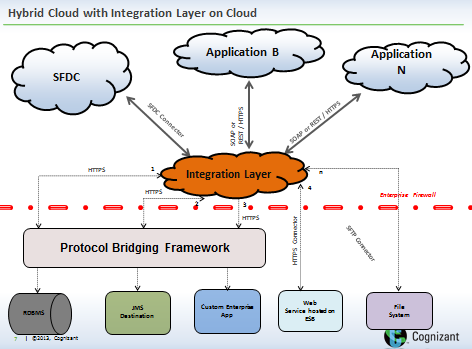 Hybrid Cloud with Integration Layer on Cloud
SFDC
Application B
Application
N
SFDC Connector
SOAP or
REST / HTTPS
SOAP or REST / HTTPS
Integration Layer
HTTPS
1
HTTPS
2
3
HTTPS
4
n
Enterprise Firewall
HTTPS Connector
SFTP Connector
Protocol Bridging Framework
RDBMS
JMS
Destination
Custom Enterprise
App
Web
Service hosted on
ESB
File
System
7 | ©2013, Cognizant
Cognizant